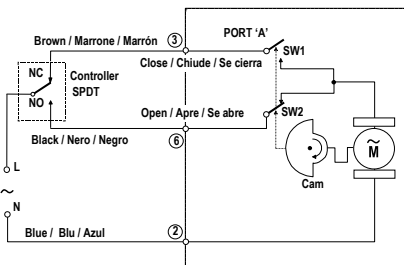 Brown / Marrone / Marrón
3
PORT ‘A’
SW1
Close / Chiude / Se cierra
NC
Controller
SPDT
NO
Open / Apre / Se abre
SW2
Black / Nero / Negro
6
L
~
M
Cam
~
N
Blue / Blu / Azul
2